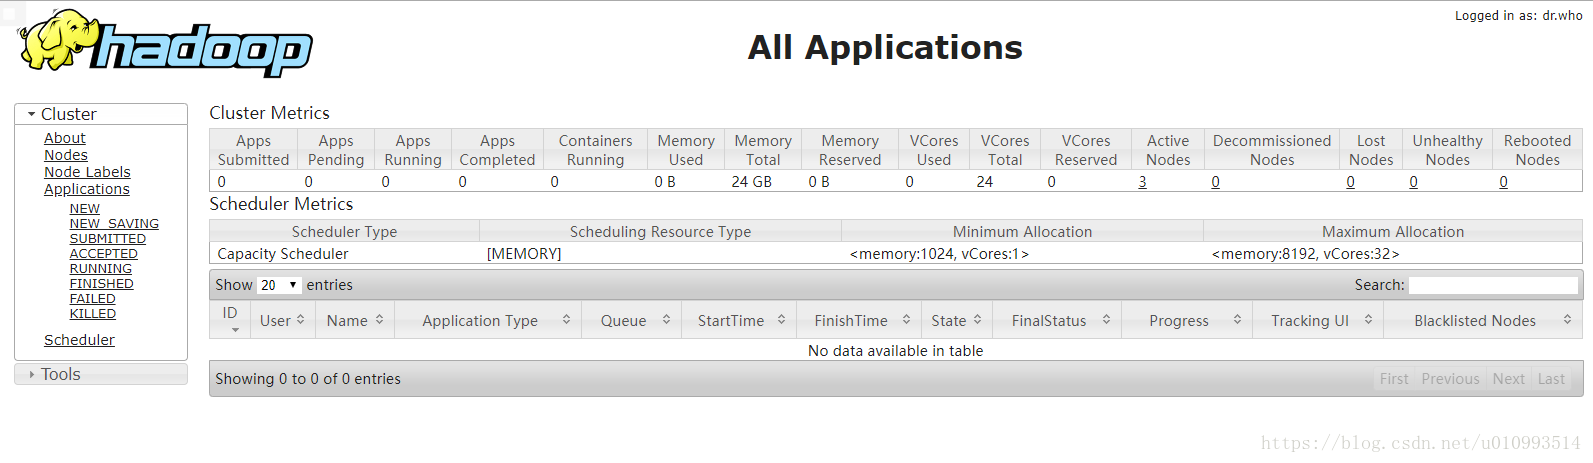 Logged in as: dr.who
hadoop
All Applications
Cluster
About
Nodes
Node Labels
Applications
NEW
NEW_SAVING
SUBMITTED
ACCEPTED
RUNNING
FINISHED
FAILED
KILLED
Scheduler
Tools
Cluster Metrics
Apps Submitted Apps Pending Apps Running Apps Completed Containers Running Memory Used Memory Total Memory Reserved VCores Used VCores Total VCores Reserved Active Nodes Decommissioned Nodes Lost Nodes Unhealthy Nodes Rebooted Nodes
0 0 0 0 0 0 B 24 GB 0 B 0 24 0 3 0 0 0 0
Scheduler Metrics
Scheduler Type Scheduling Resource Type Minimum Allocation Maximum Allocation
Capacity Scheduler [MEMORY] <memory:1024, vCores:1> <memory:8192, vCores:32>
Show 20 entries Search:
ID User Name Application Type Queue StartTime FinishTime State FinalStatus Progress Tracking UI Blacklisted Nodes
No data available in table
Showing 0 to 0 of 0 entries First Previous Next Last
https://blog.csdn.net/u010993514